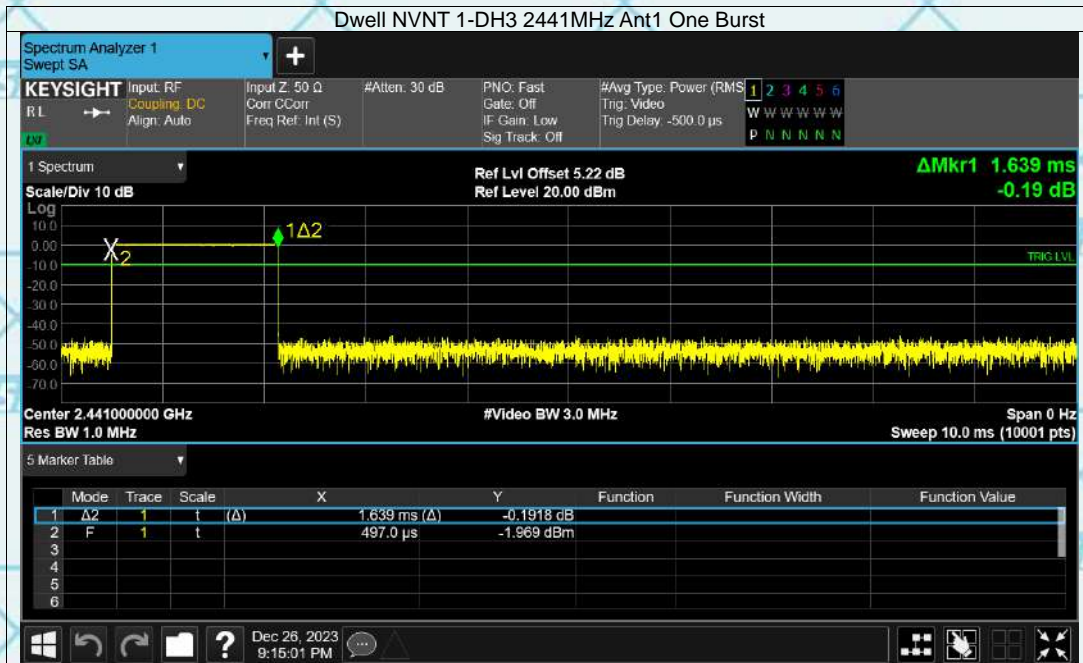 Dwell NVNT 1-DH3 2441MHz Ant1 One Burst
Spectrum Analyzer 1
Swept SA
+
KEYSIGHT Input: RF Input Z: 50 Ω #Atten: 30 dB PNO: Fast #Avg Type: Power (RMS 1 2 3 4 5 6
RL Coupling: DC Corr CCorr Gate: Off Trig: Video W W W W W W
Align: Auto Freq Ref: Int (S) IF Gain: Low Trig Delay: -500.0 µs
Sig Track: Off P N N N N N
LXI
1 Spectrum Ref Lvl Offset 5.22 dB ΔMkr1 1.639 ms
Scale/Div 10 dB Ref Level 20.00 dBm -0.19 dB
Log
10.0
1Δ2
0.00
X2
-10.0 TRIG LVL
-20.0
-30.0
-40.0
-50.0
-60.0
-70.0
Center 2.441000000 GHz #Video BW 3.0 MHz Span 0 Hz
Res BW 1.0 MHz Sweep 10.0 ms (10001 pts)
5 Marker Table
Mode Trace Scale X Y Function Function Width Function Value
1 Δ2 1 t (Δ) 1.639 ms (Δ) -0.1918 dB
2 F 1 t 497.0 µs -1.969 dBm
3
4
5
6
? Dec 26, 2023
9:15:01 PM